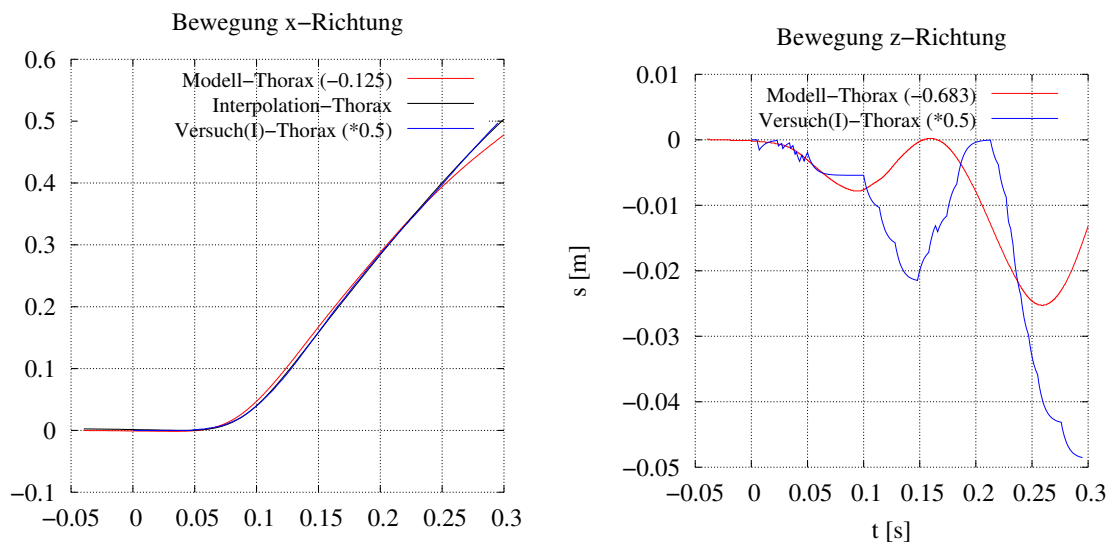 Bewegung x−Richtung
0.6
0.5
0.4
0.3
0.2
0.1
0
−0.1
−0.05 0 0.05 0.1 0.15 0.2 0.25 0.3
Modell−Thorax (−0.125)
Interpolation−Thorax
Versuch(I)−Thorax (*0.5)
Bewegung z−Richtung
s [m]
0.01
0
−0.01
−0.02
−0.03
−0.04
−0.05
−0.05 0 0.05 0.1 0.15 0.2 0.25 0.3
t [s]
Modell−Thorax (−0.683)
Versuch(I)−Thorax (*0.5)